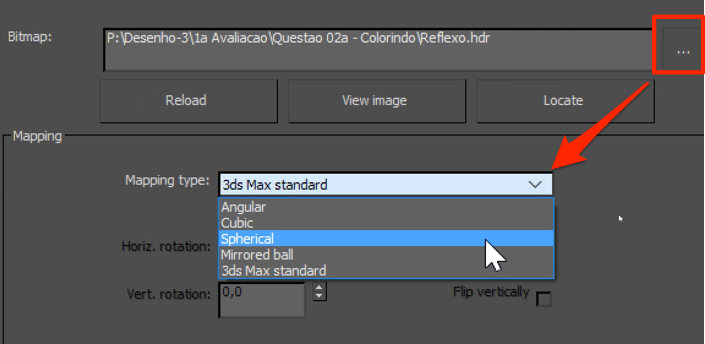 Bitmap:
P:\Desenho-3\1a Avaliacao\Questao 02a - Colorindo\Reflexo.hdr
...
Reload
View image
Locate
Mapping
Mapping type:
3ds Max standard
Angular
Cubic
Spherical
Horiz. rotation:
Mirrored ball
3ds Max standard
Vert. rotation:
0,0
Flip vertically